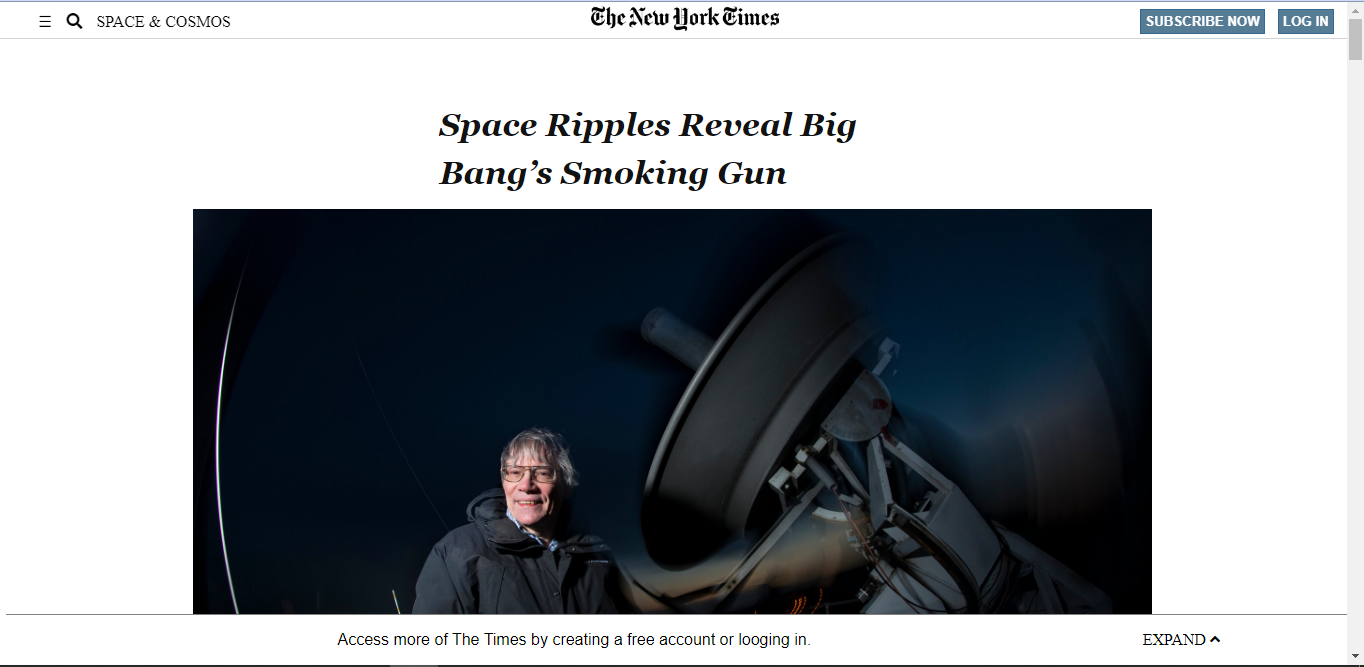 SPACE & COSMOS
The New York Times
SUBSCRIBE NOW
LOG IN
Space Ripples Reveal Big
Bang’s Smoking Gun
Access more of The Times by creating a free account or looging in.
EXPAND